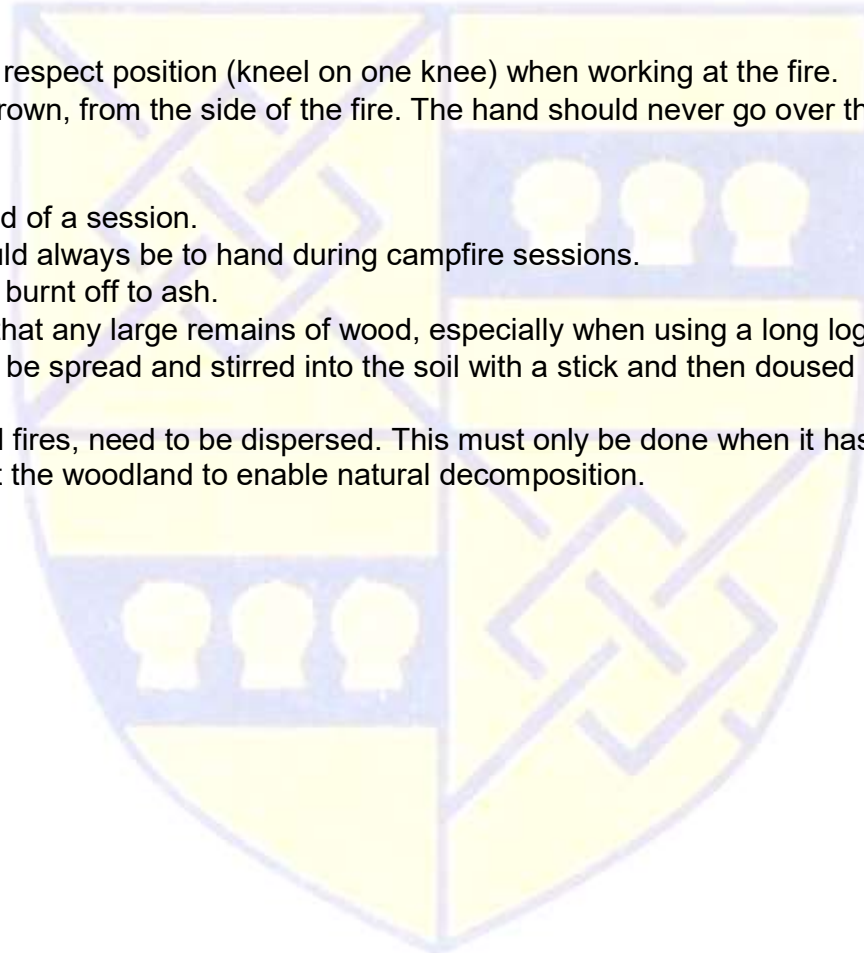 respect position (kneel on one knee) when working at the fire.
rown, from the side of the fire. The hand should never go over th
d of a session.
uld always be to hand during campfire sessions.
burnt off to ash.
that any large remains of wood, especially when using a long log
be spread and stirred into the soil with a stick and then doused
l fires, need to be dispersed. This must only be done when it has
t the woodland to enable natural decomposition.